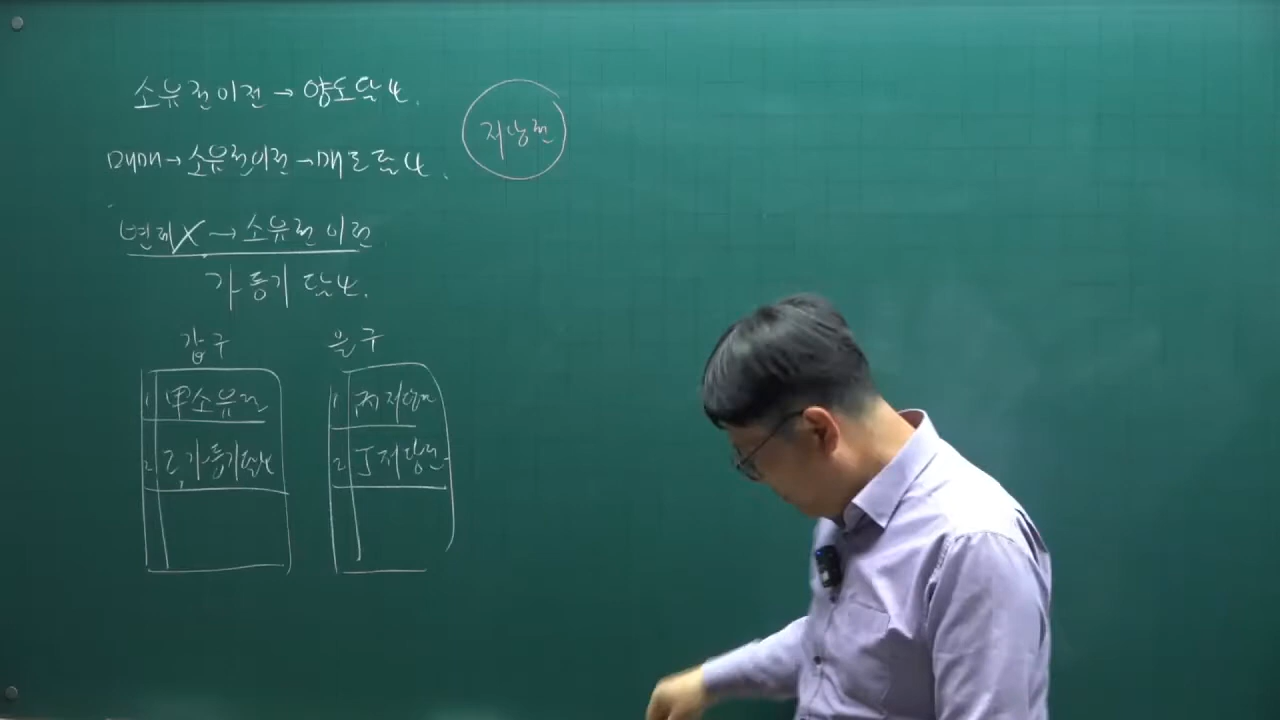 소유권이전→양도담보.
저당권
매매→소유권이전→매도담보.
변제X→소유권이전
가등기담보.
갑구
을구
1 甲소유권
2 乙,가등기담보
1 丙저당권
2 丁저당권